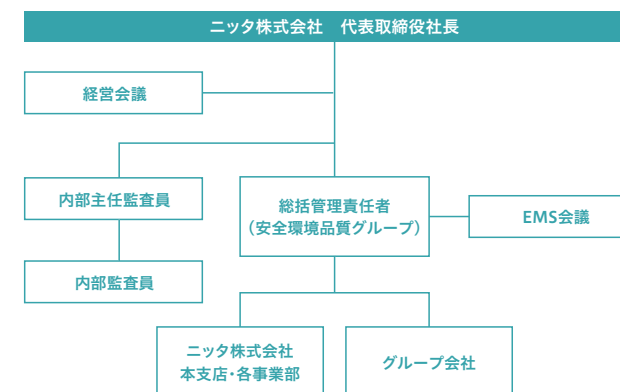 ニッタ株式会社　代表取締役社長
経営会議
内部主任監査員
総括管理責任者
（安全環境品質グループ）
EMS会議
内部監査員
ニッタ株式会社
本支店・各事業部
グループ会社